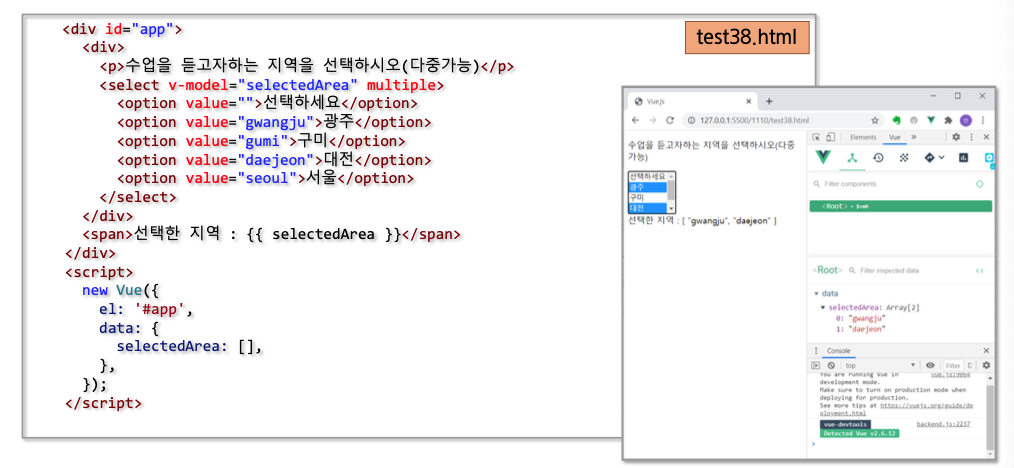 test38.html
<div id="app">
<div>
<p>수업을 듣고자하는 지역을 선택하시오(다중가능)</p>
<select v-model="selectedArea" multiple>
<option value="">선택하세요</option>
<option value="gwangju">광주</option>
<option value="gumi">구미</option>
<option value="daejeon">대전</option>
<option value="seoul">서울</option>
</select>
</div>
<span>선택한 지역 : {{ selectedArea }}</span>
</div>
<script>
new Vue({
el: '#app',
data: {
selectedArea: [],
},
});
</script>
Vue.js
127.0.0.1:5500/1110/test38.html
수업을 듣고자하는 지역을 선택하시오(다중
가능)
선택하세요
광주
구미
대전
선택한 지역 : [ "gwangju", "daejeon" ]
Elements Vue
Filter components
<Root> = $vm0
<Root> Filter inspected data
data
selectedArea: Array[2]
0: "gwangju"
1: "daejeon"
Console
top Filter
You are running Vue in vue.js:9064
development mode.
Make sure to turn on production mode when
deploying for production.
See more tips at https://vuejs.org/guide/de
ployment.html
vue-devtools backend.js:2237
Detected Vue v2.6.12